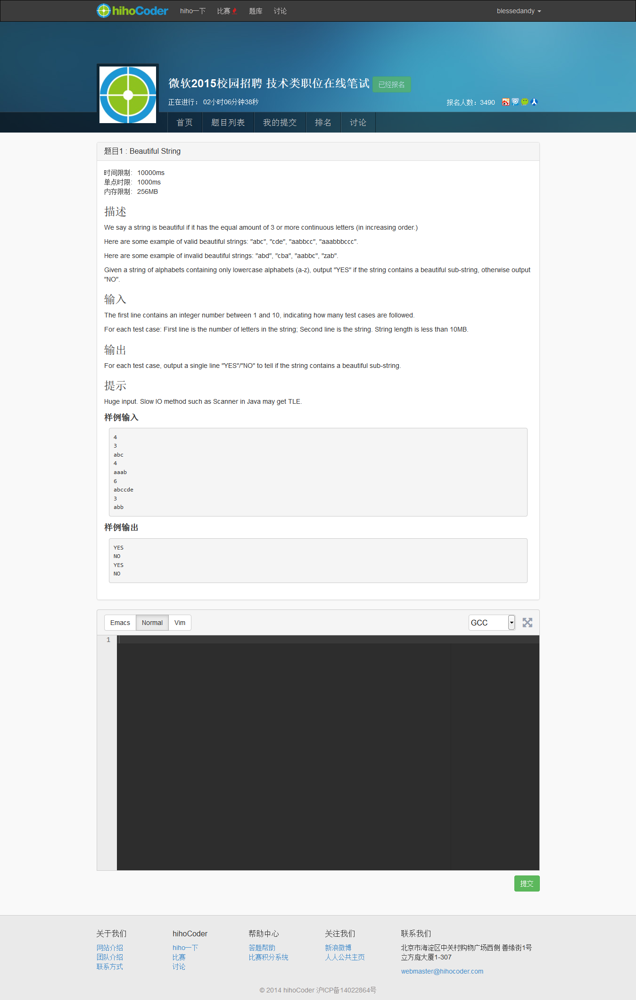 hihoCoder hiho一下 比赛 题库 讨论 blessedandy
微软2015校园招聘 技术类职位在线笔试 已经报名
正在进行： 02小时06分钟38秒 报名人数：3490
首页 题目列表 我的提交 排名 讨论
题目1 : Beautiful String
时间限制: 10000ms
单点时限: 1000ms
内存限制: 256MB
描述
We say a string is beautiful if it has the equal amount of 3 or more continuous letters (in increasing order.)
Here are some example of valid beautiful strings: "abc", "cde", "aabbcc", "aaabbbccc".
Here are some example of invalid beautiful strings: "abd", "cba", "aabbc", "zab".
Given a string of alphabets containing only lowercase alphabets (a-z), output "YES" if the string contains a beautiful sub-string, otherwise output
"NO".
输入
The first line contains an integer number between 1 and 10, indicating how many test cases are followed.
For each test case: First line is the number of letters in the string; Second line is the string. String length is less than 10MB.
输出
For each test case, output a single line "YES"/"NO" to tell if the string contains a beautiful sub-string.
提示
Huge input. Slow IO method such as Scanner in Java may get TLE.
样例输入
4
3
abc
4
aaab
6
abccde
3
abb
样例输出
YES
NO
YES
NO
Emacs Normal Vim GCC
1
提交
关于我们 hihoCoder 帮助中心 关注我们 联系我们
网站介绍 hiho一下 答题帮助 新浪微博 北京市海淀区中关村购物广场西侧 善缘街1号
团队介绍 比赛 比赛积分系统 人人公共主页 立方庭大厦1-307
联系方式 讨论
webmaster@hihocoder.com
© 2014 hihoCoder 沪ICP备14022864号